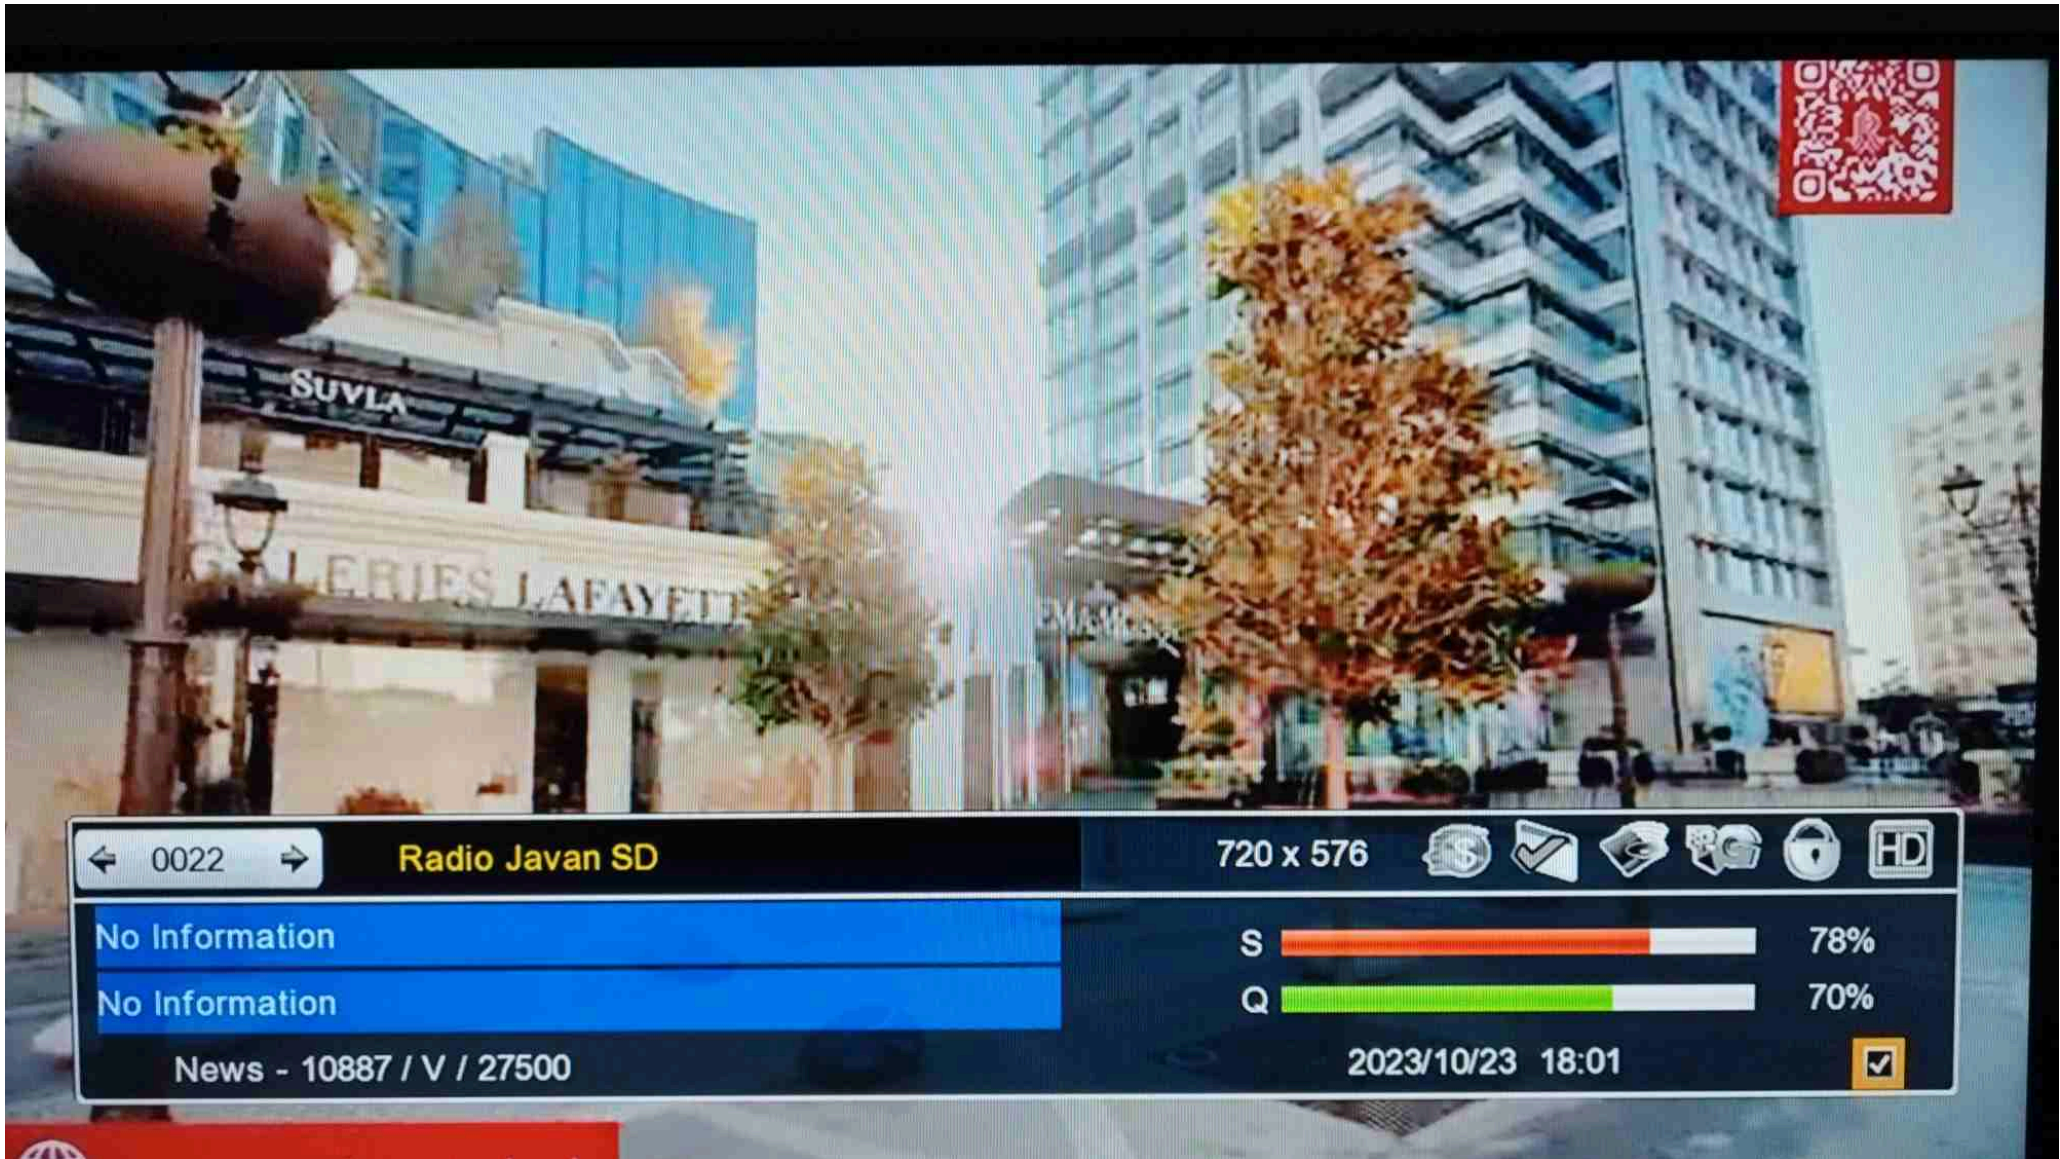 SUVLA
GALERIES LAFAYETT
0022
Radio Javan SD
720 x 576
HD
No Information
S
78%
No Information
Q
70%
News - 10887 / V / 27500
2023/10/23 18:01